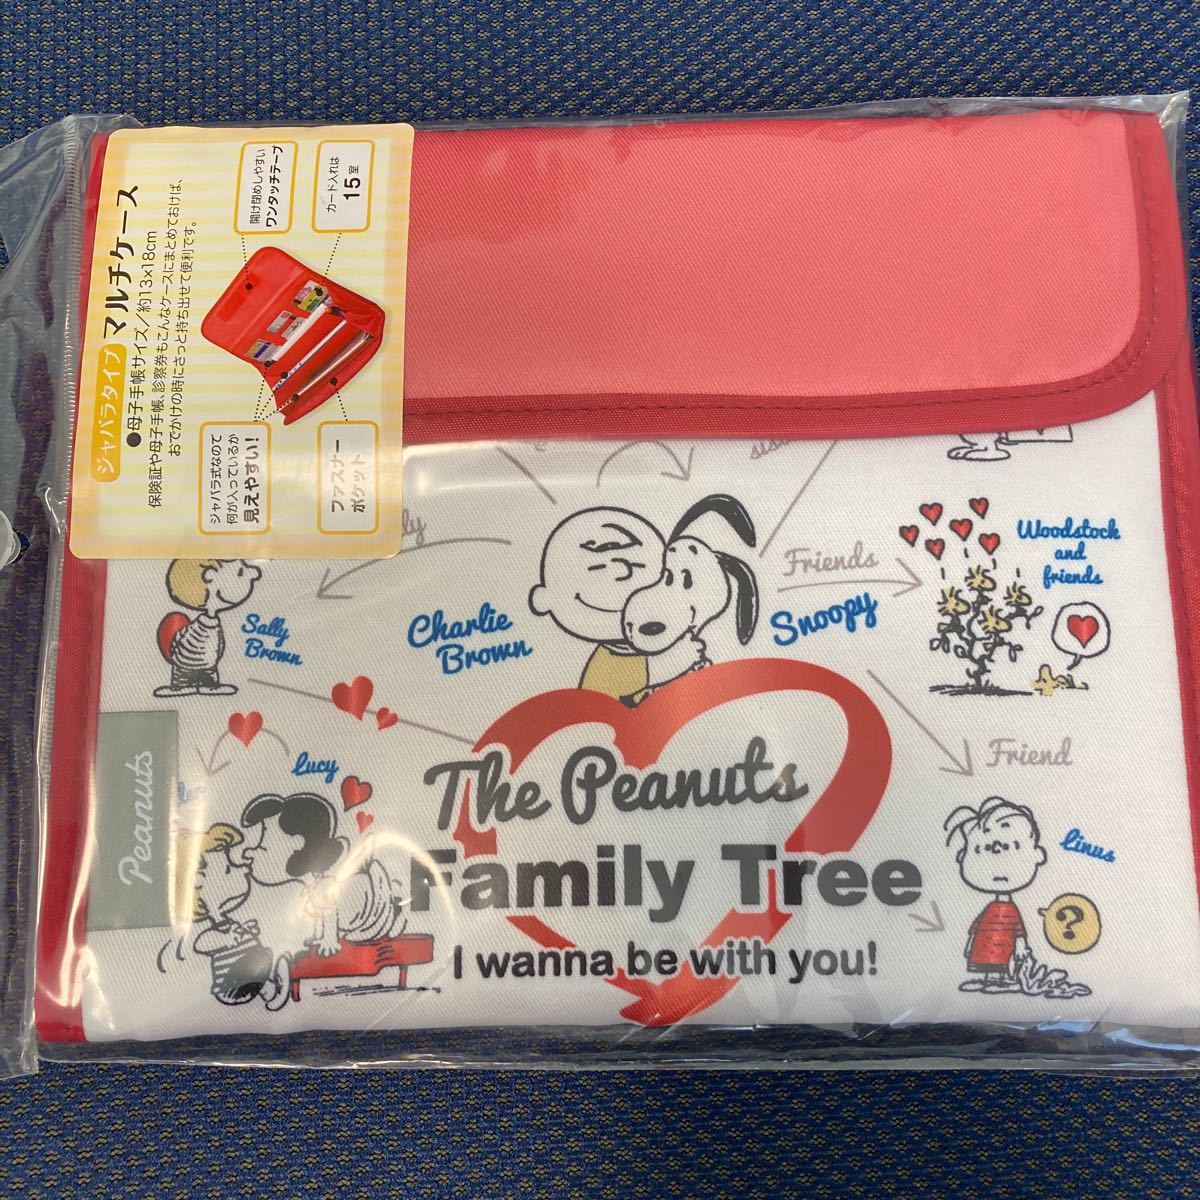 ジャバラタイプ マルチケース
●母子手帳サイズ/約13×18cm
保険証や母子手帳、診察券もこんなケースにまとめておけば、
おでかけの時にさっと持ち出せて便利です。
ジャバラ式なので
何が入っているか
見えやすい!
開け閉めしやすい
ワンタッチテープ
ファスナー
ポケット
カード入れは
15室
Friends
Woodstock
and
friends
Sally
Brown
Charlie
Brown
Snoopy
Friend
Lucy
Linus
Peanuts
The Peanuts
Family Tree
I wanna be with you!
?